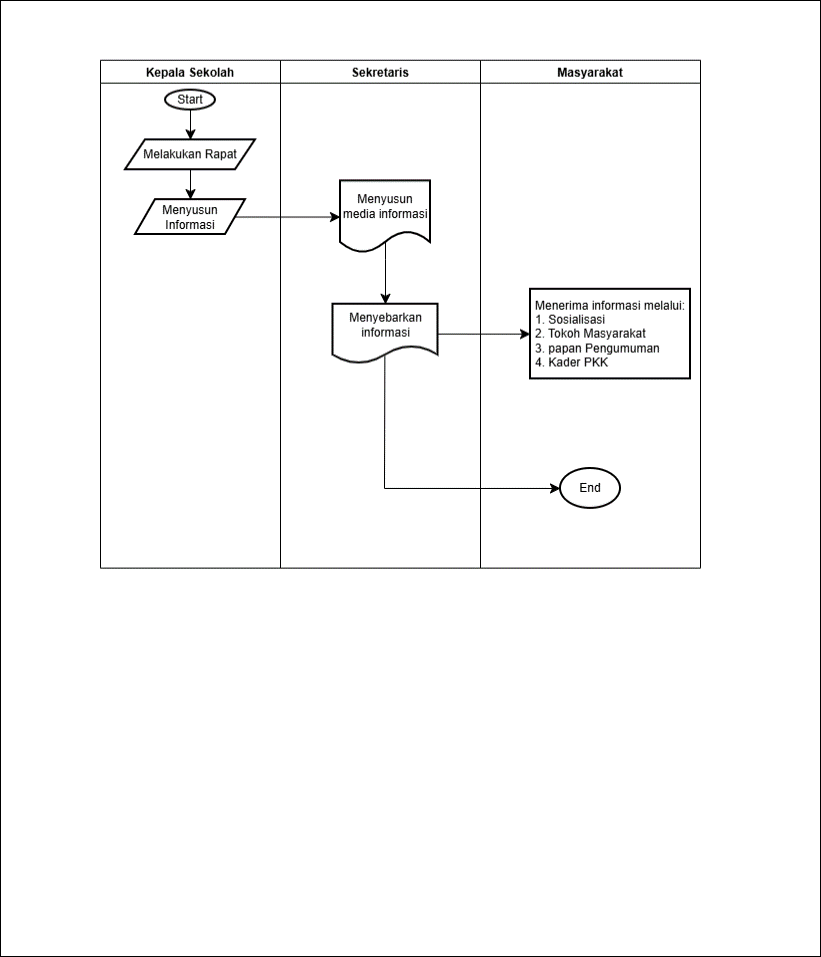 Kepala Sekolah
Sekretaris
Masyarakat
Start
Melakukan Rapat
Menyusun
Informasi
Menyusun
media informasi
Menyebarkan
informasi
Menerima informasi melalui:
1. Sosialisasi
2. Tokoh Masyarakat
3. papan Pengumuman
4. Kader PKK
End